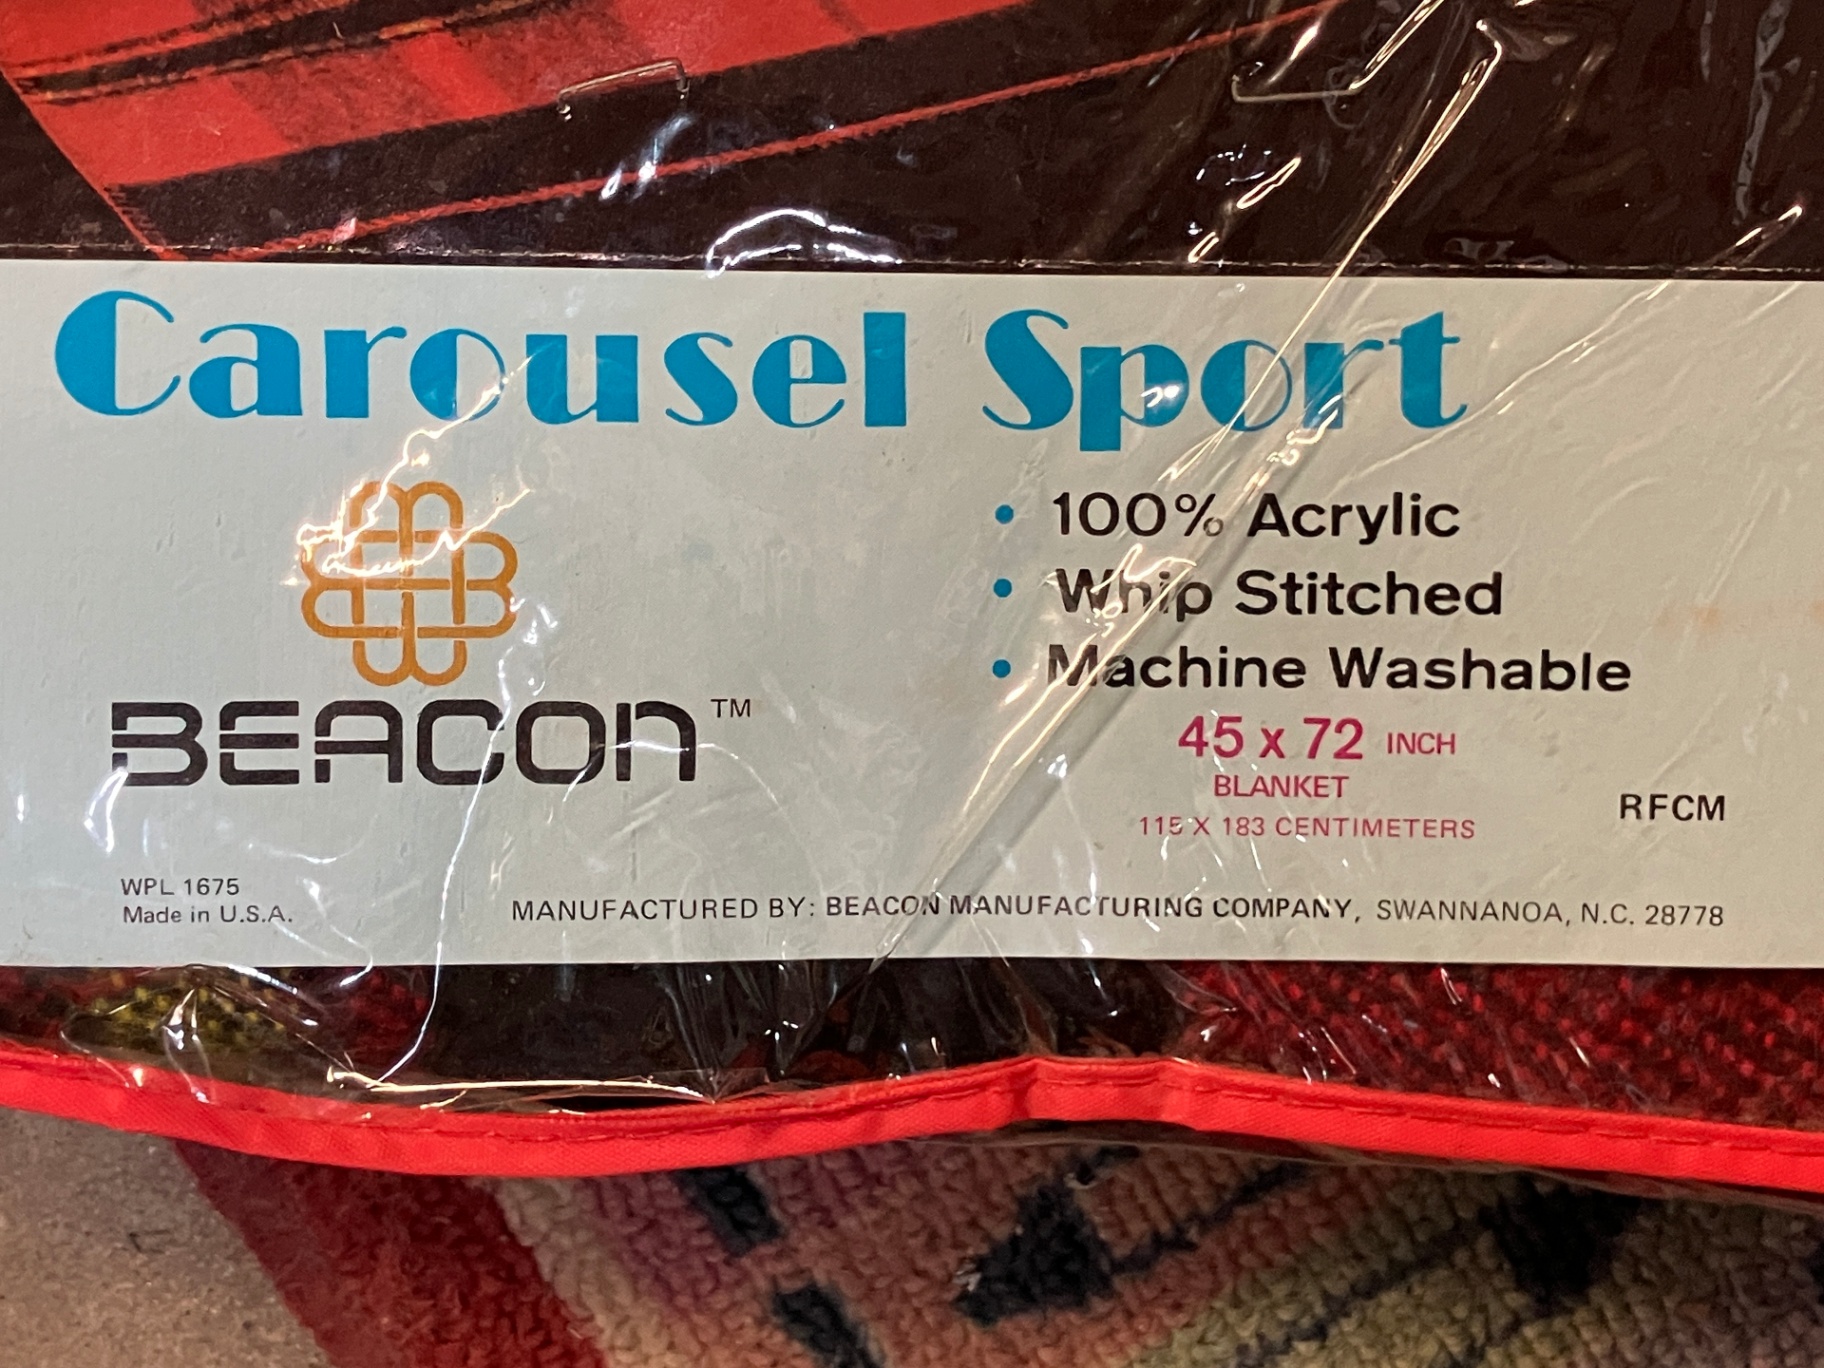 Carousel Sport
BEACON™
• 100% Acrylic
• Whip Stitched
• Machine Washable
45 x 72 INCH
BLANKET
115 X 183 CENTIMETERS
RFCM
WPL 1675
Made in U.S.A.
MANUFACTURED BY: BEACON MANUFACTURING COMPANY, SWANNANOA, N.C. 28778